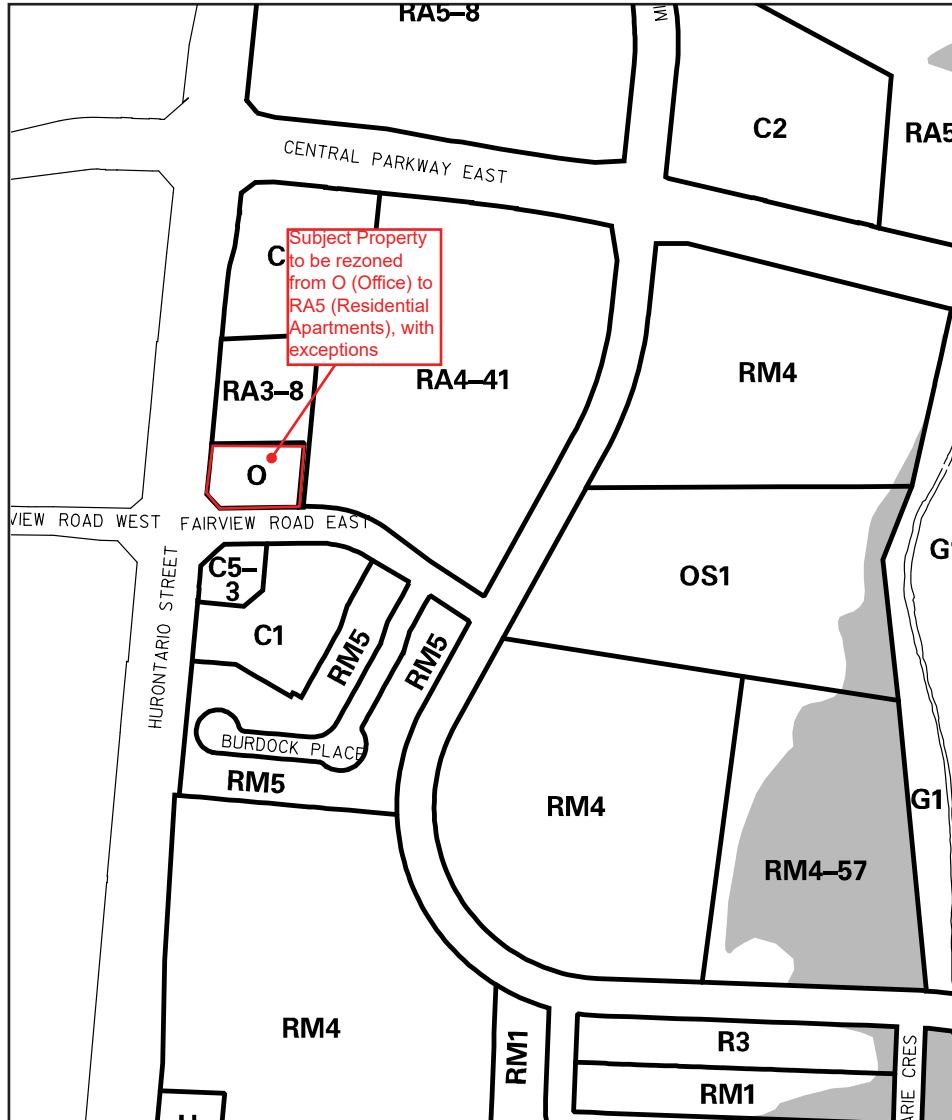 RA5–8
C2
CENTRAL PARKWAY EAST
C
Subject Property
to be rezoned
from O (Office) to
RA5 (Residential
Apartments), with
exceptions
RA3–8
RA4–41
RM4
O
VIEW ROAD WEST
FAIRVIEW ROAD EAST
HURONTARIO STREET
C5–
3
C1
RM5
RM5
OS1
BURDOCK PLACE
RM5
RM4
G1
RM4–57
RM4
RM1
R3
RM1